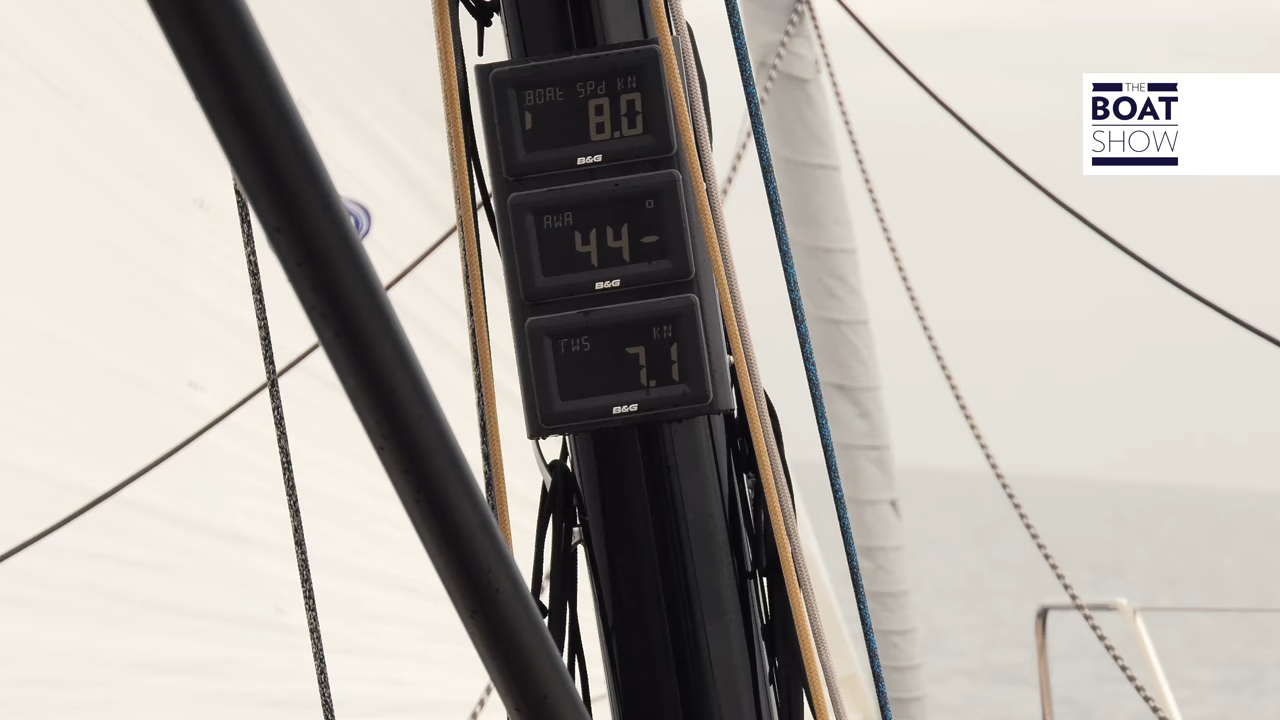 BOAt SPd KN
8.0
B&G
AWA °
44
B&G
TWS KN
7.1
B&G
THE
BOAT
SHOW